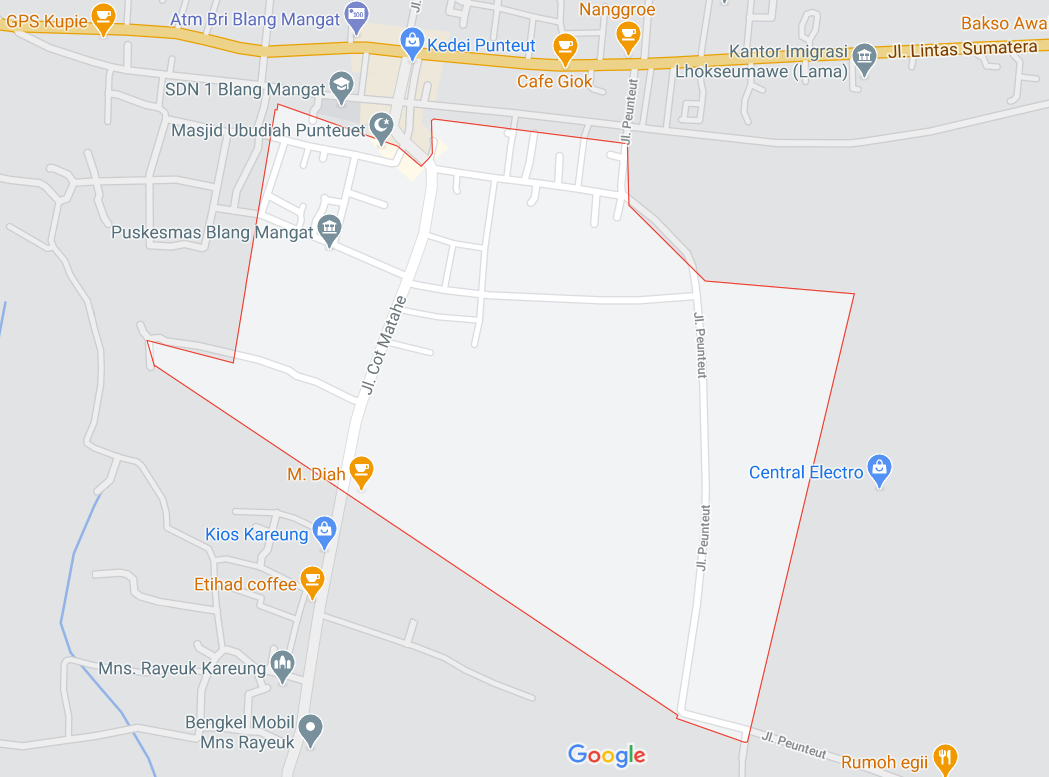 Nanggroe
GPS Kupie
Atm Bri Blang Mangat
Jl.
Bakso Awa
Kedei Punteut
Kantor Imigrasi
Lhokseumawe (Lama)
Jl. Lintas Sumatera
Cafe Giok
SDN 1 Blang Mangat
Jl. Peunteut
Masjid Ubudiah Punteuet
Puskesmas Blang Mangat
Jl. Cot Matahe
Jl. Peunteut
M. Diah
Central Electro
Kios Kareung
Jl. Peunteut
Etihad coffee
Mns. Rayeuk Kareung
Bengkel Mobil
Mns Rayeuk
Google
Jl. Peunteut
Rumoh egii